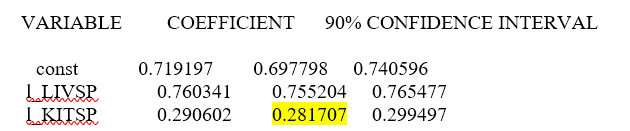 VARIABLE COEFFICIENT 90% CONFIDENCE INTERVAL
const 0.719197 0.697798 0.740596
l_LIVSP 0.760341 0.755204 0.765477
l_KITSP 0.290602 0.281707 0.299497